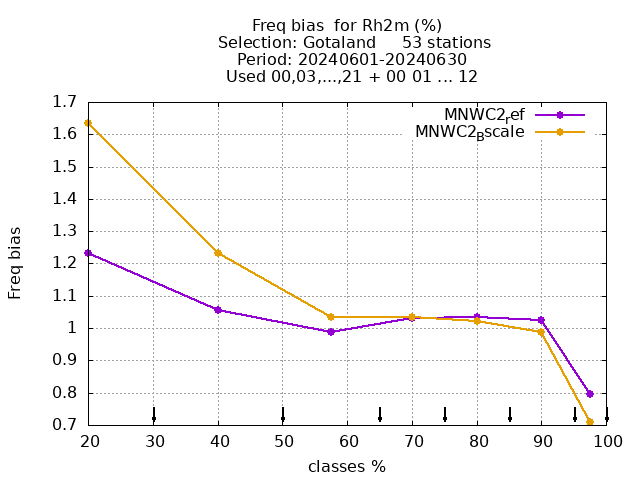 Freq bias  for Rh2m (%)
Selection: Gotaland     53 stations
Period: 20240601-20240630
Used 00,03,...,21 + 00 01 ... 12
MNWC2ref
MNWC2Bscale
1.7
1.6
1.5
1.4
1.3
1.2
1.1
1
0.9
0.8
0.7
Freq bias
20 30 40 50 60 70 80 90 100
classes %